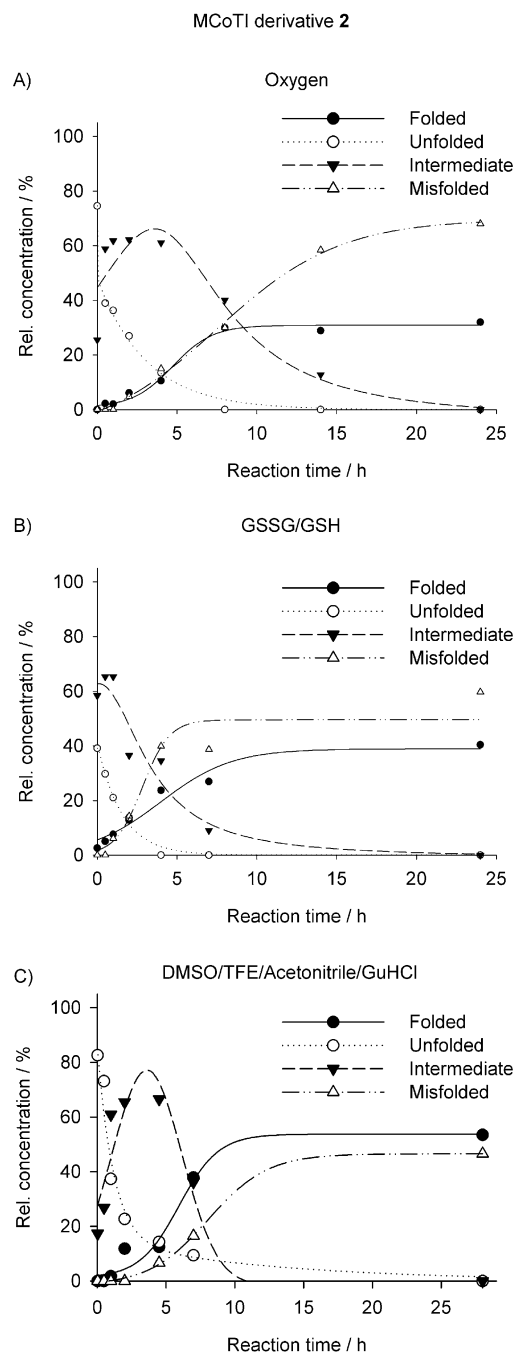 MCoTI derivative 2
A)
Oxygen
Folded
Unfolded
Intermediate
Misfolded
100
80
60
40
20
0
Rel. concentration / %
0 5 10 15 20 25
Reaction time / h
B)
GSSG/GSH
Folded
Unfolded
Intermediate
Misfolded
100
80
60
40
20
0
Rel. concentration / %
0 5 10 15 20 25
Reaction time / h
C)
DMSO/TFE/Acetonitrile/GuHCl
Folded
Unfolded
Intermediate
Misfolded
100
80
60
40
20
0
Rel. concentration / %
0 5 10 15 20 25
Reaction time / h